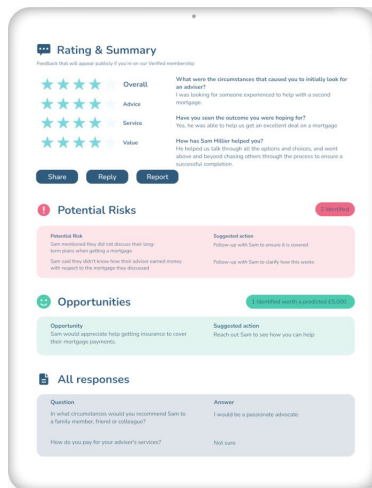 Rating & Summary
Feedback that will appear publicly if you're on our Verified membership
Overall
Advice
Service
Value
What were the circumstances that caused you to initially look for
an adviser?
I was looking for someone experienced to help with a second
mortgage.
Have you seen the outcome you were hoping for?
Yes, he was able to help us get an excellent deal on a mortgage
How has Sam Hillier helped you?
He helped us talk through all the options and choices, and went
above and beyond chasing others through the process to ensure a
successful completion.
Share
Reply
Report
Potential Risks
identified
Potential Risk
Suggested action
Sam mentioned they did not discuss their long-
term plans when getting a mortgage
Follow-up with Sam to ensure it is covered
Sam said they didn't know how their adviser earned money
with respect to the mortgage they discussed
Follow-up with Sam to clarify how this works
Opportunities
1 Identified worth a predicted £5,000
Opportunity
Suggested action
Sam would appreciate help getting insurance to cover
their mortgage payments.
Reach out Sam to see how you can help
All responses
Question
Answer
In what circumstances would you recommend Sam to
a family member, friend or colleague?
I would be a passionate advocate
How do you pay for your adviser's services?
Not sure